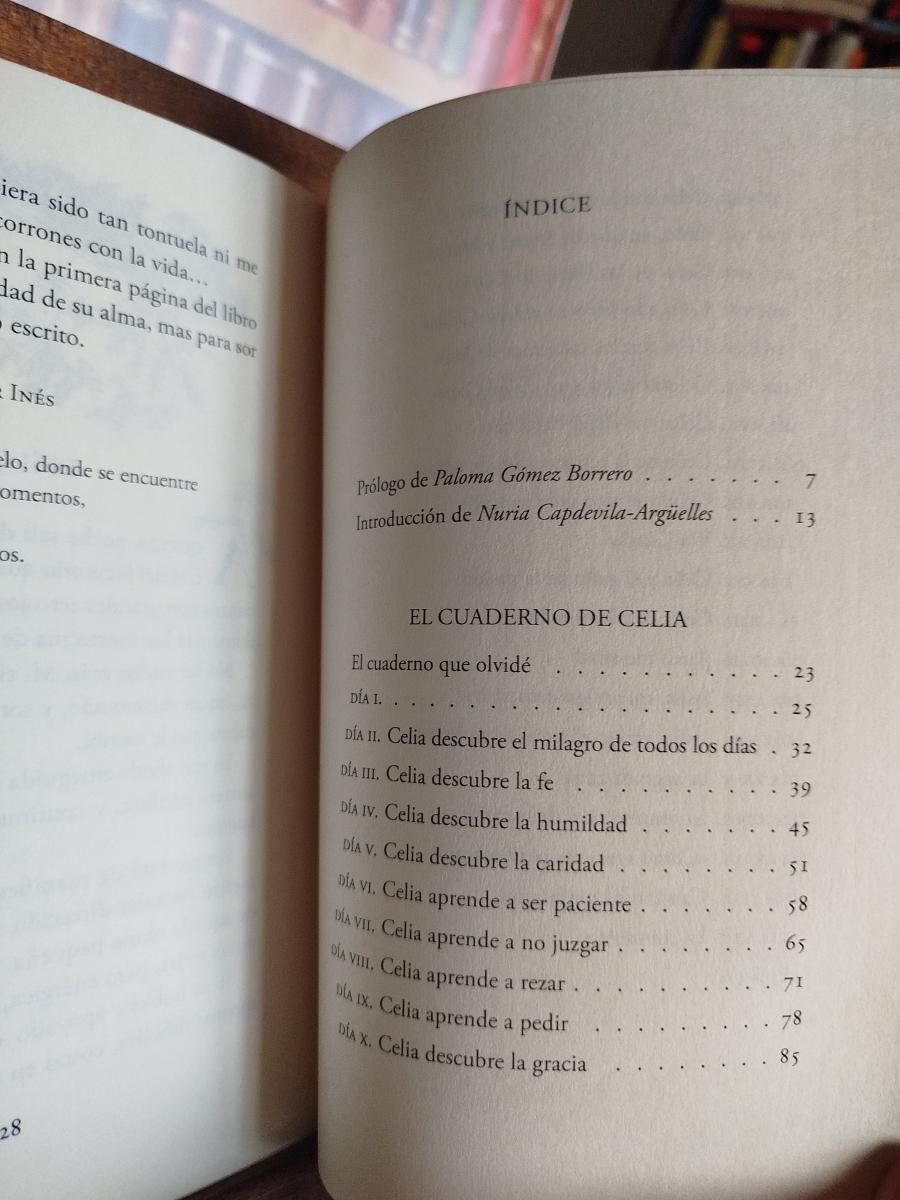 iera sido tan tontuela ni me
corrones con la vida...
n la primera página del libro
dad de su alma, mas para sor
escrito.
Inés
elo, donde se encuentre
omentos,
os.
28
ÍNDICE
Prólogo de Paloma Gómez Borrero . . . . . . . 7
Introducción de Nuria Capdevila-Argüelles . . . 13
EL CUADERNO DE CELIA
El cuaderno que olvidé . . . . . . . . . . . 23
DÍA I. . . . . . . . . . . . . . . . . . . 25
DÍA II. Celia descubre el milagro de todos los días . 32
DÍA III. Celia descubre la fe . . . . . . . . . . 39
DÍA IV. Celia descubre la humildad . . . . . . . 45
DÍA V. Celia descubre la caridad . . . . . . . . 51
DÍA VI. Celia aprende a ser paciente . . . . . . . 58
DÍA VII. Celia aprende a no juzgar . . . . . . . . 65
DÍA VIII. Celia aprende a rezar . . . . . . . . . . 71
DÍA IX. Celia aprende a pedir . . . . . . . . . 78
DÍA X. Celia descubre la gracia . . . . . . . . 85